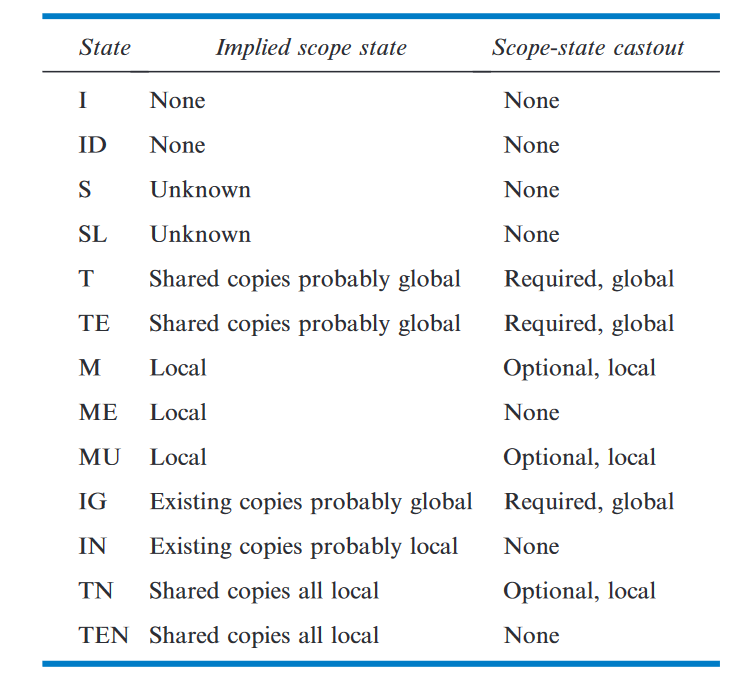 State Implied scope state Scope-state castout
I None None
ID None None
S Unknown None
SL Unknown None
T Shared copies probably global Required, global
TE Shared copies probably global Required, global
M Local Optional, local
ME Local None
MU Local Optional, local
IG Existing copies probably global Required, global
IN Existing copies probably local None
TN Shared copies all local Optional, local
TEN Shared copies all local None